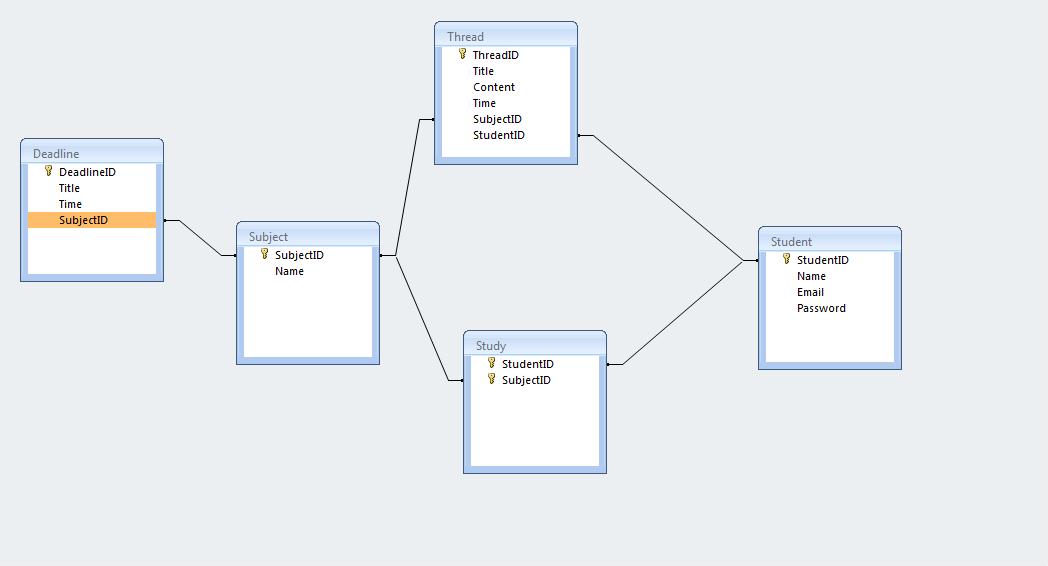 Thread
ThreadID
Title
Content
Time
SubjectID
StudentID
Deadline
DeadlineID
Title
Time
SubjectID
Subject
SubjectID
Name
Student
StudentID
Name
Email
Password
Study
StudentID
SubjectID